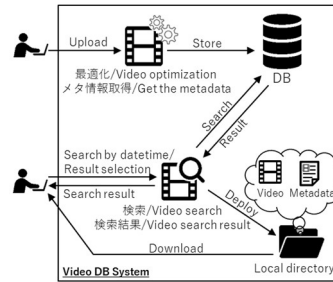 Upload
Store
最適化/Video optimization
メタ情報取得/Get the metadata
DB
Search
Result
Search by datetime/
Result selection
Search result
検索/Video search
検索結果/Video search result
Deploy
Video
Metadata
Download
Local directory
Video DB System